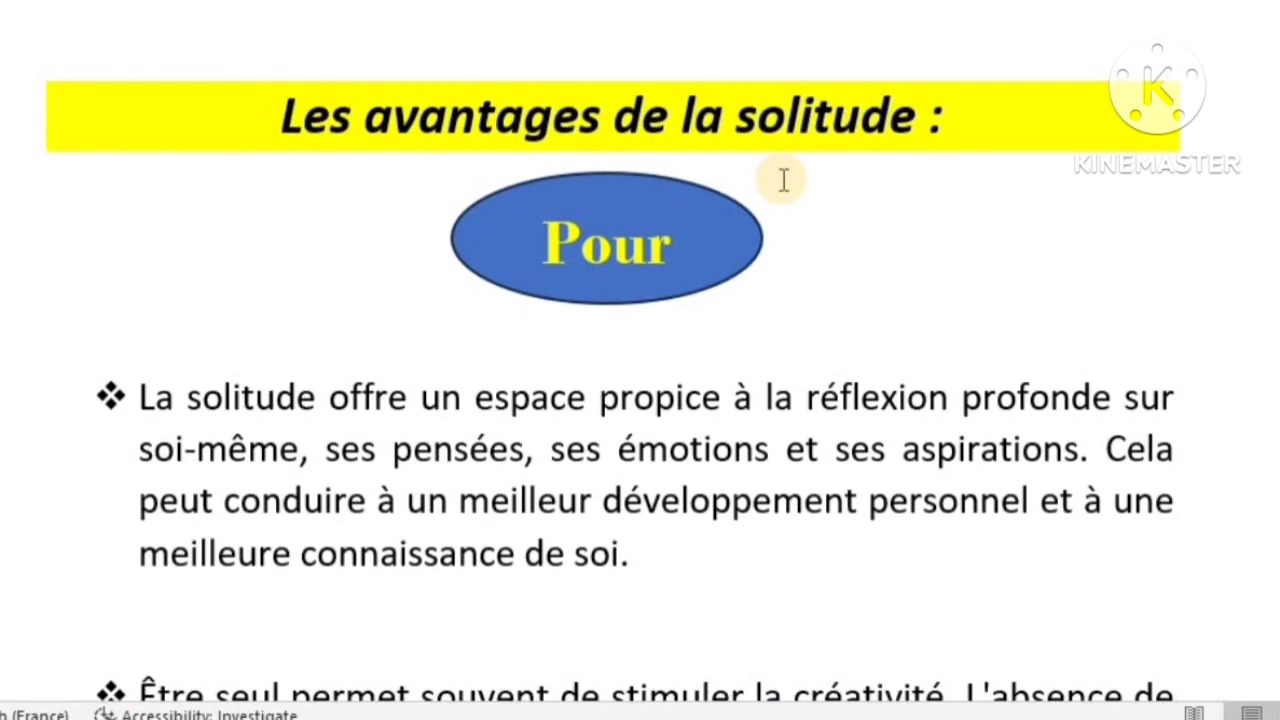 Les avantages de la solitude :
K
KINEMASTER
Pour
❖ La solitude offre un espace propice à la réflexion profonde sur
soi-même, ses pensées, ses émotions et ses aspirations. Cela
peut conduire à un meilleur développement personnel et à une
meilleure connaissance de soi.
❖ Être seul permet souvent de stimuler la créativité. L'absence de
(France)
Accessibility: Investigate